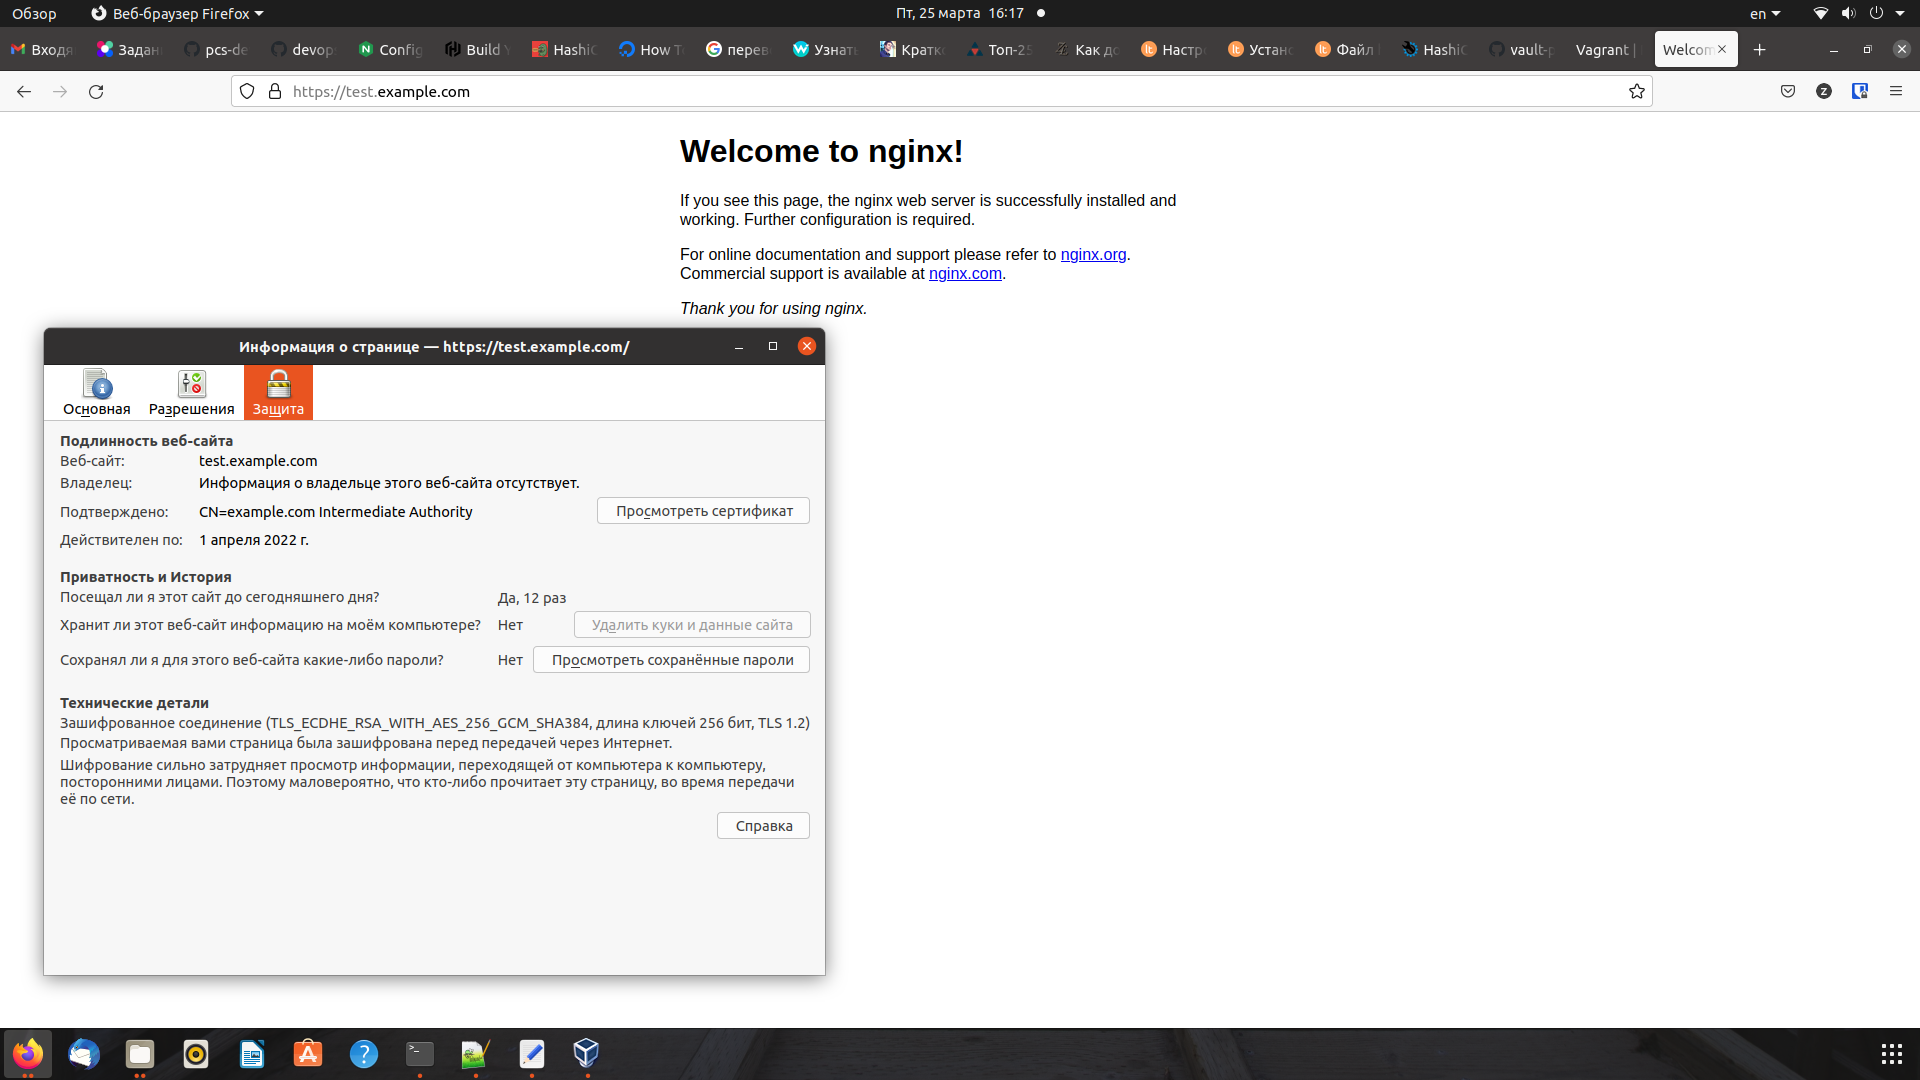 Обзор
Веб-браузер Firefox
Пт, 25 марта 16:17
en
Входя
Задан
pcs-de
devop
Config
Build
HashiC
How T
перев
Узнат
Кратко
Топ-25
Как до
Настро
Устано
Файл
HashiC
vault-p
Vagrant |
Welcom
https://test.example.com
Welcome to nginx!
If you see this page, the nginx web server is successfully installed and
working. Further configuration is required.
For online documentation and support please refer to nginx.org.
Commercial support is available at nginx.com.
Thank you for using nginx.
Информация о странице — https://test.example.com/
Основная
Разрешения
Защита
Подлинность веб-сайта
Веб-сайт: test.example.com
Владелец: Информация о владельце этого веб-сайта отсутствует.
Подтверждено: CN=example.com Intermediate Authority Просмотреть сертификат
Действителен по: 1 апреля 2022 г.
Приватность и История
Посещал ли я этот сайт до сегодняшнего дня? Да, 12 раз
Хранит ли этот веб-сайт информацию на моём компьютере? Нет Удалить куки и данные сайта
Сохранял ли я для этого веб-сайта какие-либо пароли? Нет Просмотреть сохранённые пароли
Технические детали
Зашифрованное соединение (TLS_ECDHE_RSA_WITH_AES_256_GCM_SHA384, длина ключей 256 бит, TLS 1.2)
Просматриваемая вами страница была зашифрована перед передачей через Интернет.
Шифрование сильно затрудняет просмотр информации, переходящей от компьютера к компьютеру,
посторонними лицами. Поэтому маловероятно, что кто-либо прочитает эту страницу, во время передачи
её по сети.
Справка